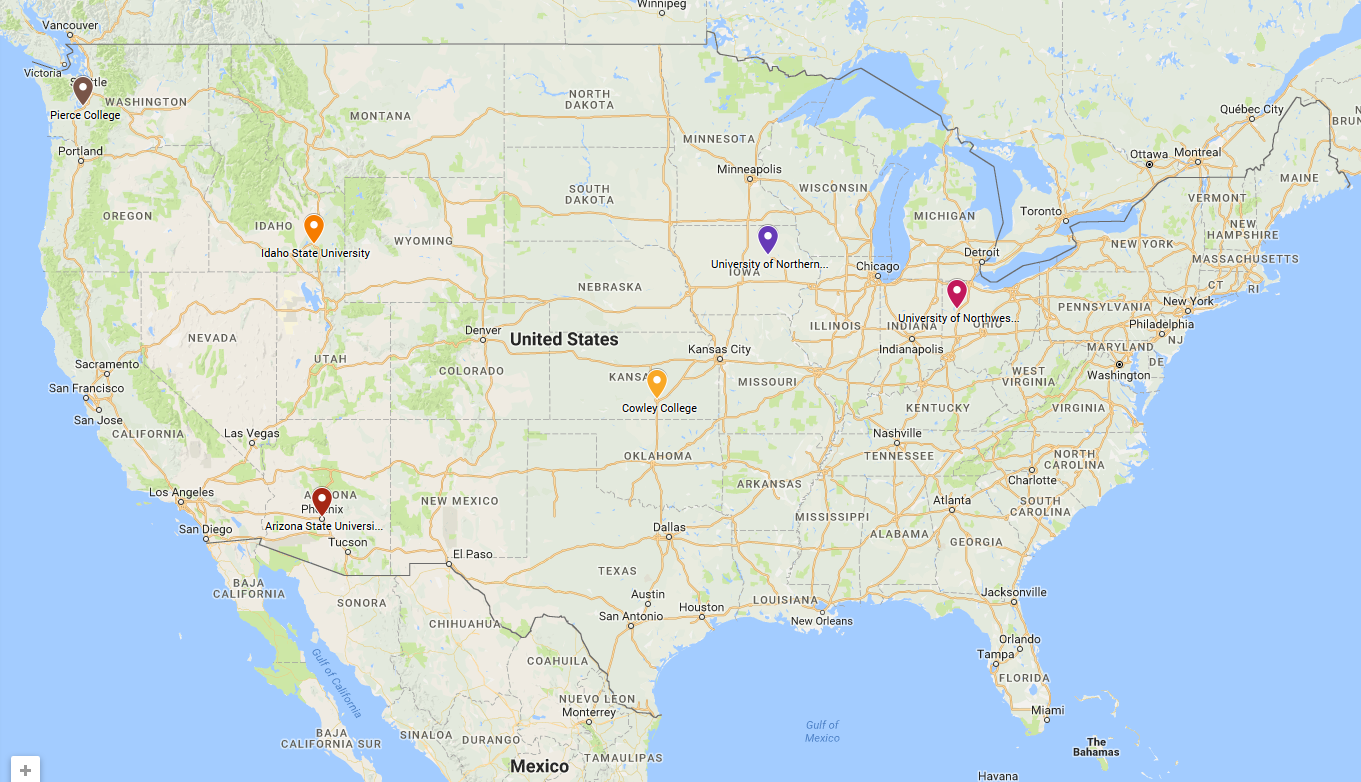 Winnipeg
Vancouver
Victoria
Seattle
Pierce College
WASHINGTON
Portland
OREGON
MONTANA
IDAHO
Idaho State University
WYOMING
NORTH
DAKOTA
SOUTH
DAKOTA
MINNESOTA
Minneapolis
WISCONSIN
MICHIGAN
Québec City
Ottawa
Montreal
MAINE
VERMONT
NEW
HAMPSHIRE
MASSACHUSETTS
CT
RI
Toronto
NEW YORK
Detroit
Chicago
University of Northern...
IOWA
NEBRASKA
University of Northwes...
ILLINOIS
INDIANA
OHIO
Indianapolis
PENNSYLVANIA
New York
Philadelphia
NJ
MARYLAND
DE
Washington
WEST
VIRGINIA
VIRGINIA
NEVADA
UTAH
Denver
COLORADO
United States
Kansas City
KANSA
MISSOURI
KENTUCKY
Cowley College
Sacramento
San Francisco
San Jose
CALIFORNIA
Las Vegas
Los Angeles
San Diego
ARIZONA
Phoenix
Arizona State Universi...
Tucson
NEW MEXICO
El Paso
OKLAHOMA
ARKANSAS
Nashville
TENNESSEE
NORTH
CAROLINA
Charlotte
SOUTH
CAROLINA
Atlanta
MISSISSIPPI
ALABAMA
GEORGIA
Dallas
TEXAS
Austin
San Antonio
Houston
LOUISIANA
New Orleans
Jacksonville
Orlando
Tampa
FLORIDA
Miami
BAJA
CALIFORNIA
SONORA
CHIHUAHUA
COAHUILA
Gulf of California
NUEVO LEON
Monterrey
BAJA
CALIFORNIA SUR
SINALOA
DURANGO
TAMAULIPAS
Mexico
Gulf of
Mexico
The
Bahamas
Havana
+